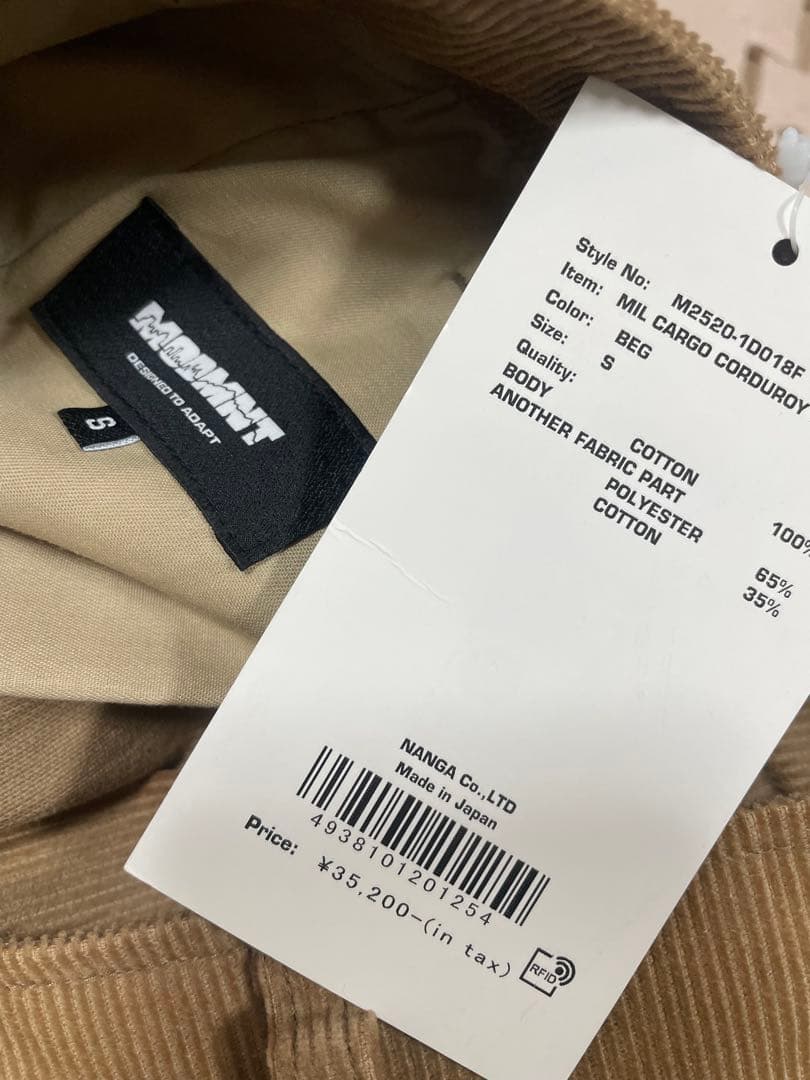 MOUMNT
DESIGNED TO ADAPT
S
Style No: M2520-1D018F
Item: MIL CARGO CORDUROY
Color: BEG
Size: S
Quality:
BODY
COTTON 100%
ANOTHER FABRIC PART
POLYESTER 65%
COTTON 35%
NANGA Co.,LTD
Made in Japan
4938101201254
Price: ¥35,200-(in tax)
RFID